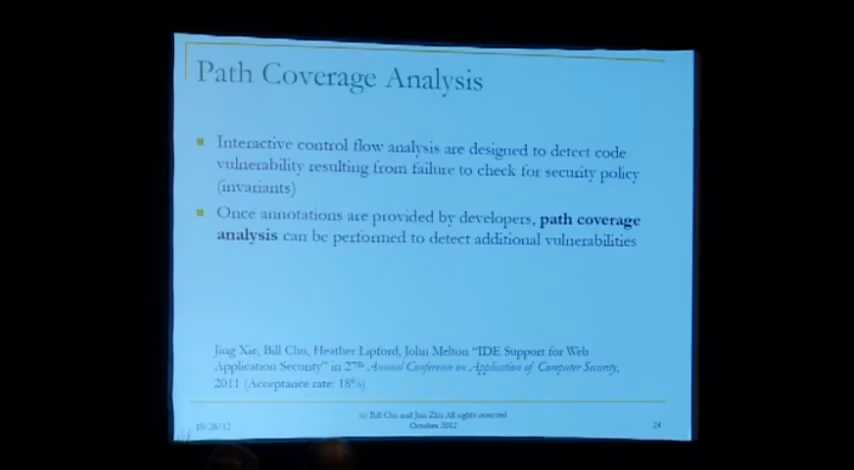 Path Coverage Analysis
Interactive control flow analysis are designed to detect code
vulnerability resulting from failure to check for security policy
(invariants)
Once annotations are provided by developers, path coverage
analysis can be performed to detect additional vulnerabilities
Jing Xie, Bill Chu, Heather Lipford, John Melton "IDE Support for Web
Application Security" in 27th Annual Conference on Application of Computer Security,
2011 (Acceptance rate: 18%)
10/26/12
(c) Bill Chu and Jun Zhu All rights reserved
October 2012
24